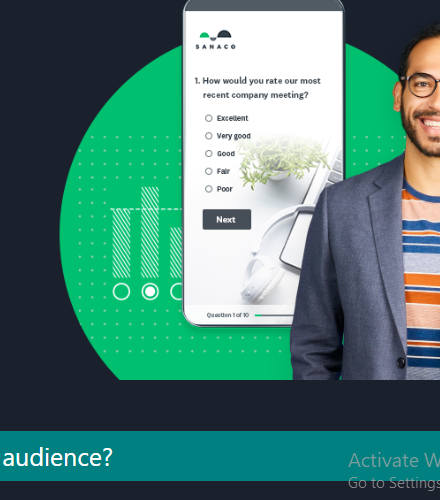 SANACO
1. How would you rate our most
recent company meeting?
Excellent
Very good
Good
Fair
Poor
Next
Question 1 of 10
audience?
Activate W
Go to Settings